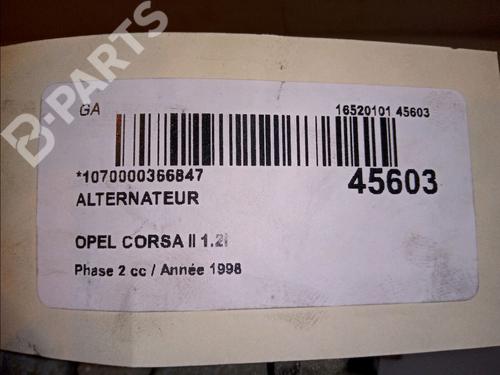 B-PARTS
GA
16520101 45603
*1070000366847
45603
ALTERNATEUR
OPEL CORSA II 1.2i
Phase 2 cc / Année 1998